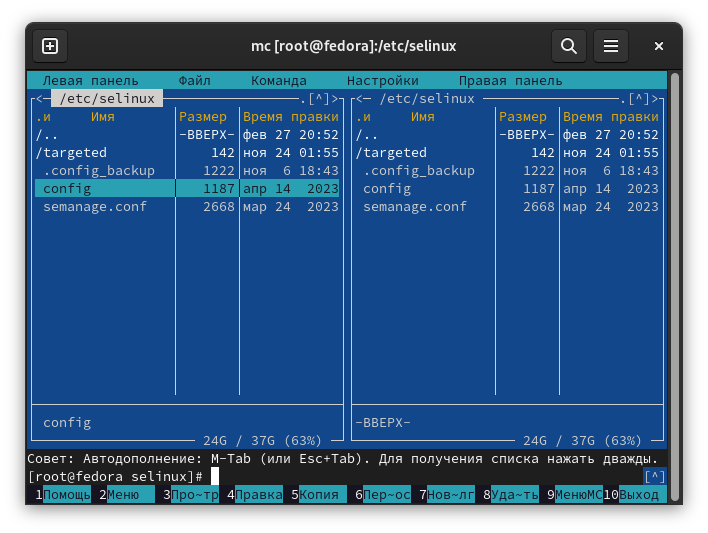 mc [root@fedora]:/etc/selinux
Левая панель Файл Команда Настройки Правая панель
<─ /etc/selinux ─.[^]>
.и Имя Размер Время правки
/.. -ВВЕРХ- фев 27 20:52
/targeted 142 ноя 24 01:55
.config_backup 1222 ноя 6 18:43
config 1187 апр 14 2023
semanage.conf 2668 мар 24 2023
config
24G / 37G (63%)
<─ /etc/selinux ─.[^]>
.и Имя Размер Время правки
/.. -ВВЕРХ- фев 27 20:52
/targeted 142 ноя 24 01:55
.config_backup 1222 ноя 6 18:43
config 1187 апр 14 2023
semanage.conf 2668 мар 24 2023
-ВВЕРХ-
24G / 37G (63%)
Совет: Автодополнение: M-Tab (или Esc+Tab). Для получения списка нажать дважды.
[root@fedora selinux]# [^]
1Помощь 2Меню 3Про~тр 4Правка 5Копия 6Пер~ос 7Нов~лг 8Уда~ть 9МенюMC 10Выход